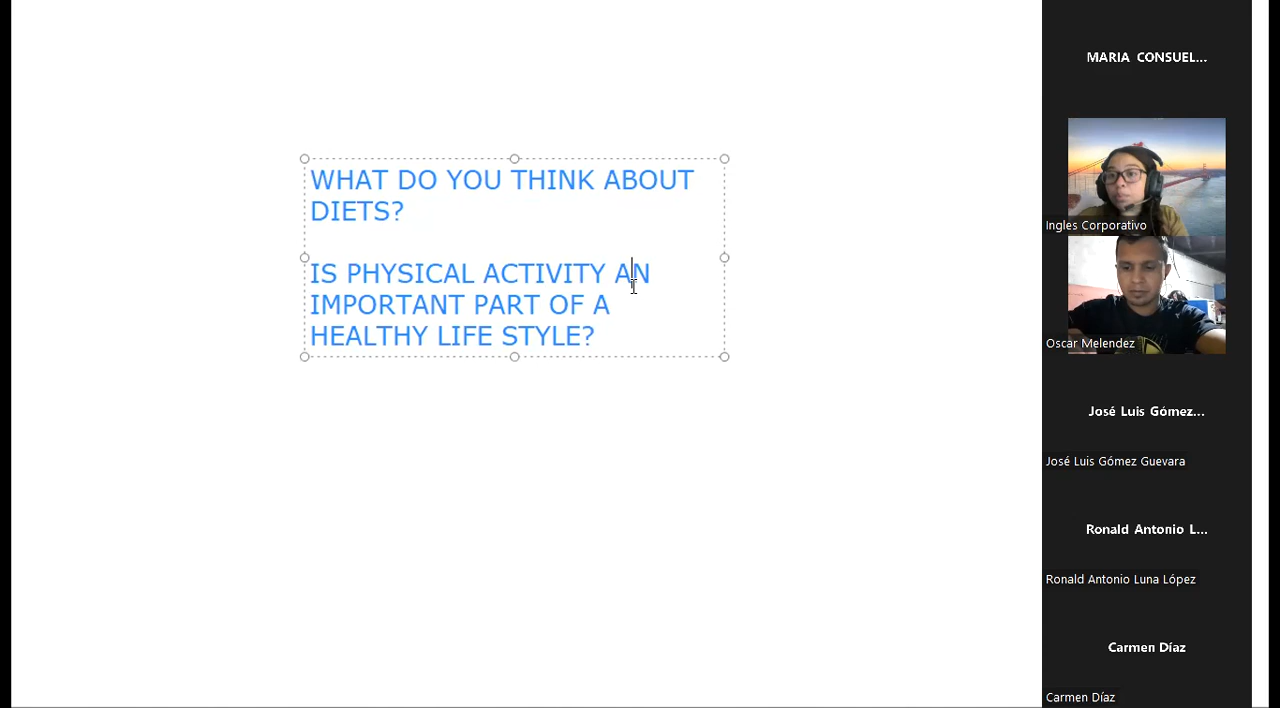 WHAT DO YOU THINK ABOUT
DIETS?
IS PHYSICAL ACTIVITY AN
IMPORTANT PART OF A
HEALTHY LIFE STYLE?
MARIA CONSUEL...
Ingles Corporativo
Oscar Melendez
José Luis Gómez...
José Luis Gómez Guevara
Ronald Antonio L...
Ronald Antonio Luna López
Carmen Díaz
Carmen Díaz